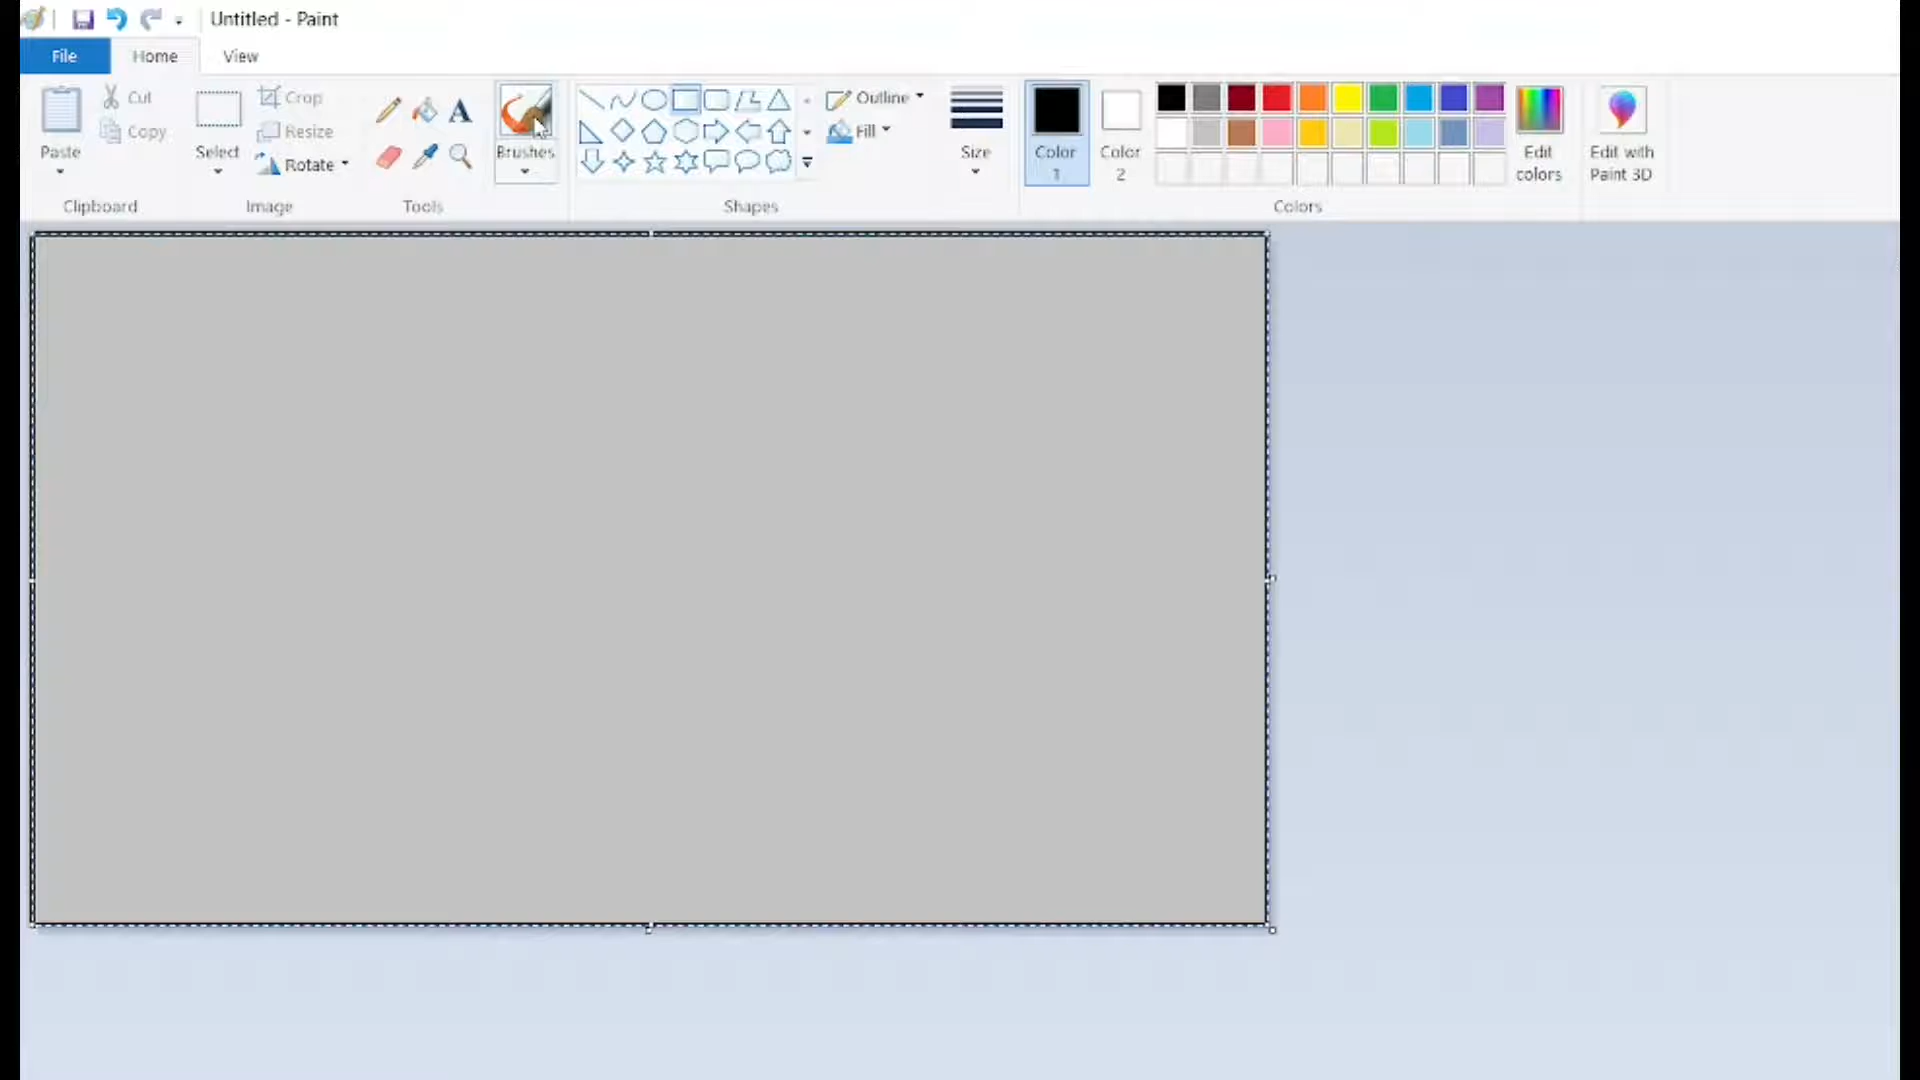 Untitled - Paint
File Home View
Paste
Cut
Copy
Clipboard
Select
Crop
Resize
Rotate
Image
A
Tools
Brushes
Shapes
Outline
Fill
Size
Color
1
Color
2
Edit
colors
Colors
Edit with
Paint 3D